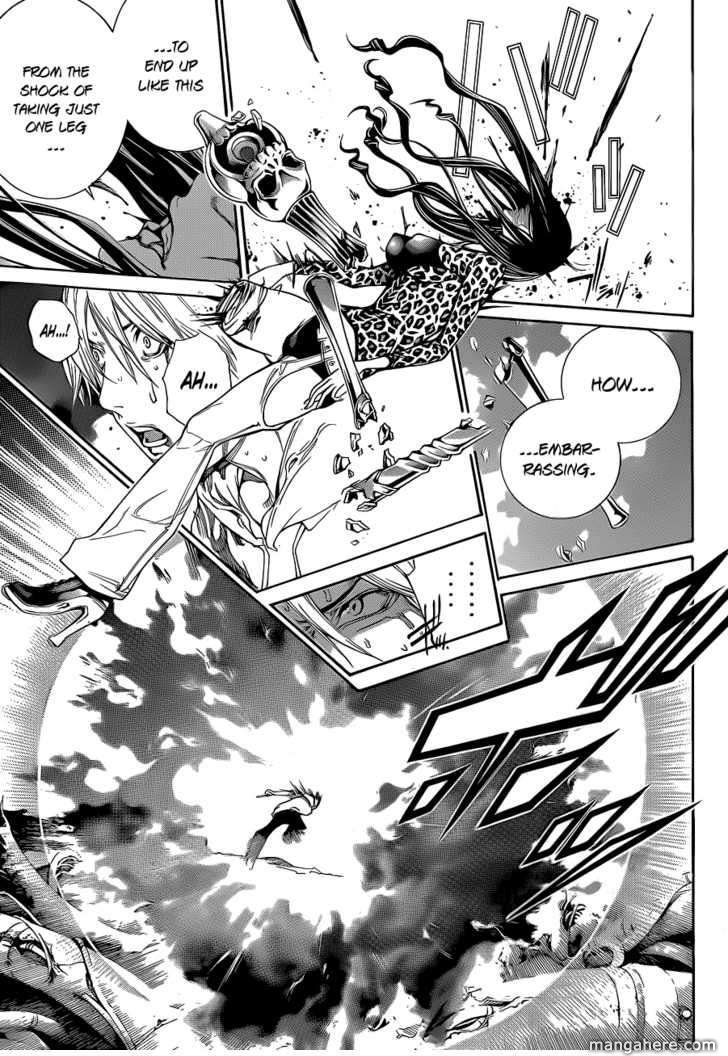 ...TO
END UP
LIKE THIS
FROM THE
SHOCK OF
TAKING JUST
ONE LEG
...
HOW...
...EMBAR-
RASSING.
AH...
AH...!
......
mangahere.com